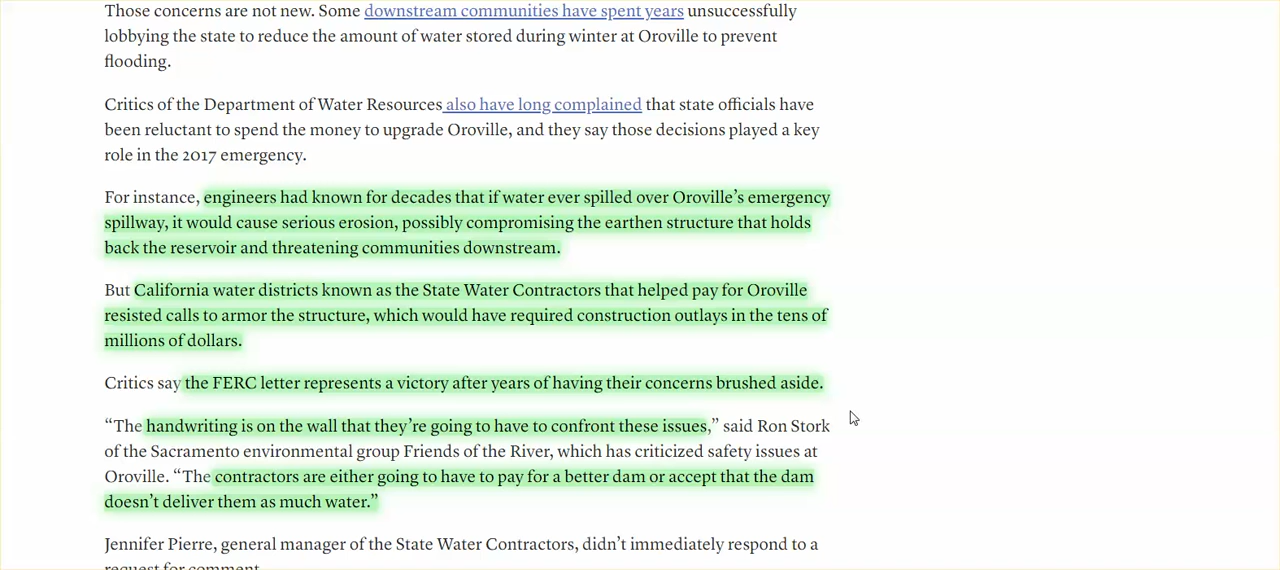 Those concerns are not new. Some downstream communities have spent years unsuccessfully
lobbying the state to reduce the amount of water stored during winter at Oroville to prevent
flooding.
Critics of the Department of Water Resources also have long complained that state officials have
been reluctant to spend the money to upgrade Oroville, and they say those decisions played a key
role in the 2017 emergency.
For instance, engineers had known for decades that if water ever spilled over Oroville’s emergency
spillway, it would cause serious erosion, possibly compromising the earthen structure that holds
back the reservoir and threatening communities downstream.
But California water districts known as the State Water Contractors that helped pay for Oroville
resisted calls to armor the structure, which would have required construction outlays in the tens of
millions of dollars.
Critics say the FERC letter represents a victory after years of having their concerns brushed aside.
“The handwriting is on the wall that they’re going to have to confront these issues,” said Ron Stork
of the Sacramento environmental group Friends of the River, which has criticized safety issues at
Oroville. “The contractors are either going to have to pay for a better dam or accept that the dam
doesn’t deliver them as much water.”
Jennifer Pierre, general manager of the State Water Contractors, didn’t immediately respond to a
request for comment.